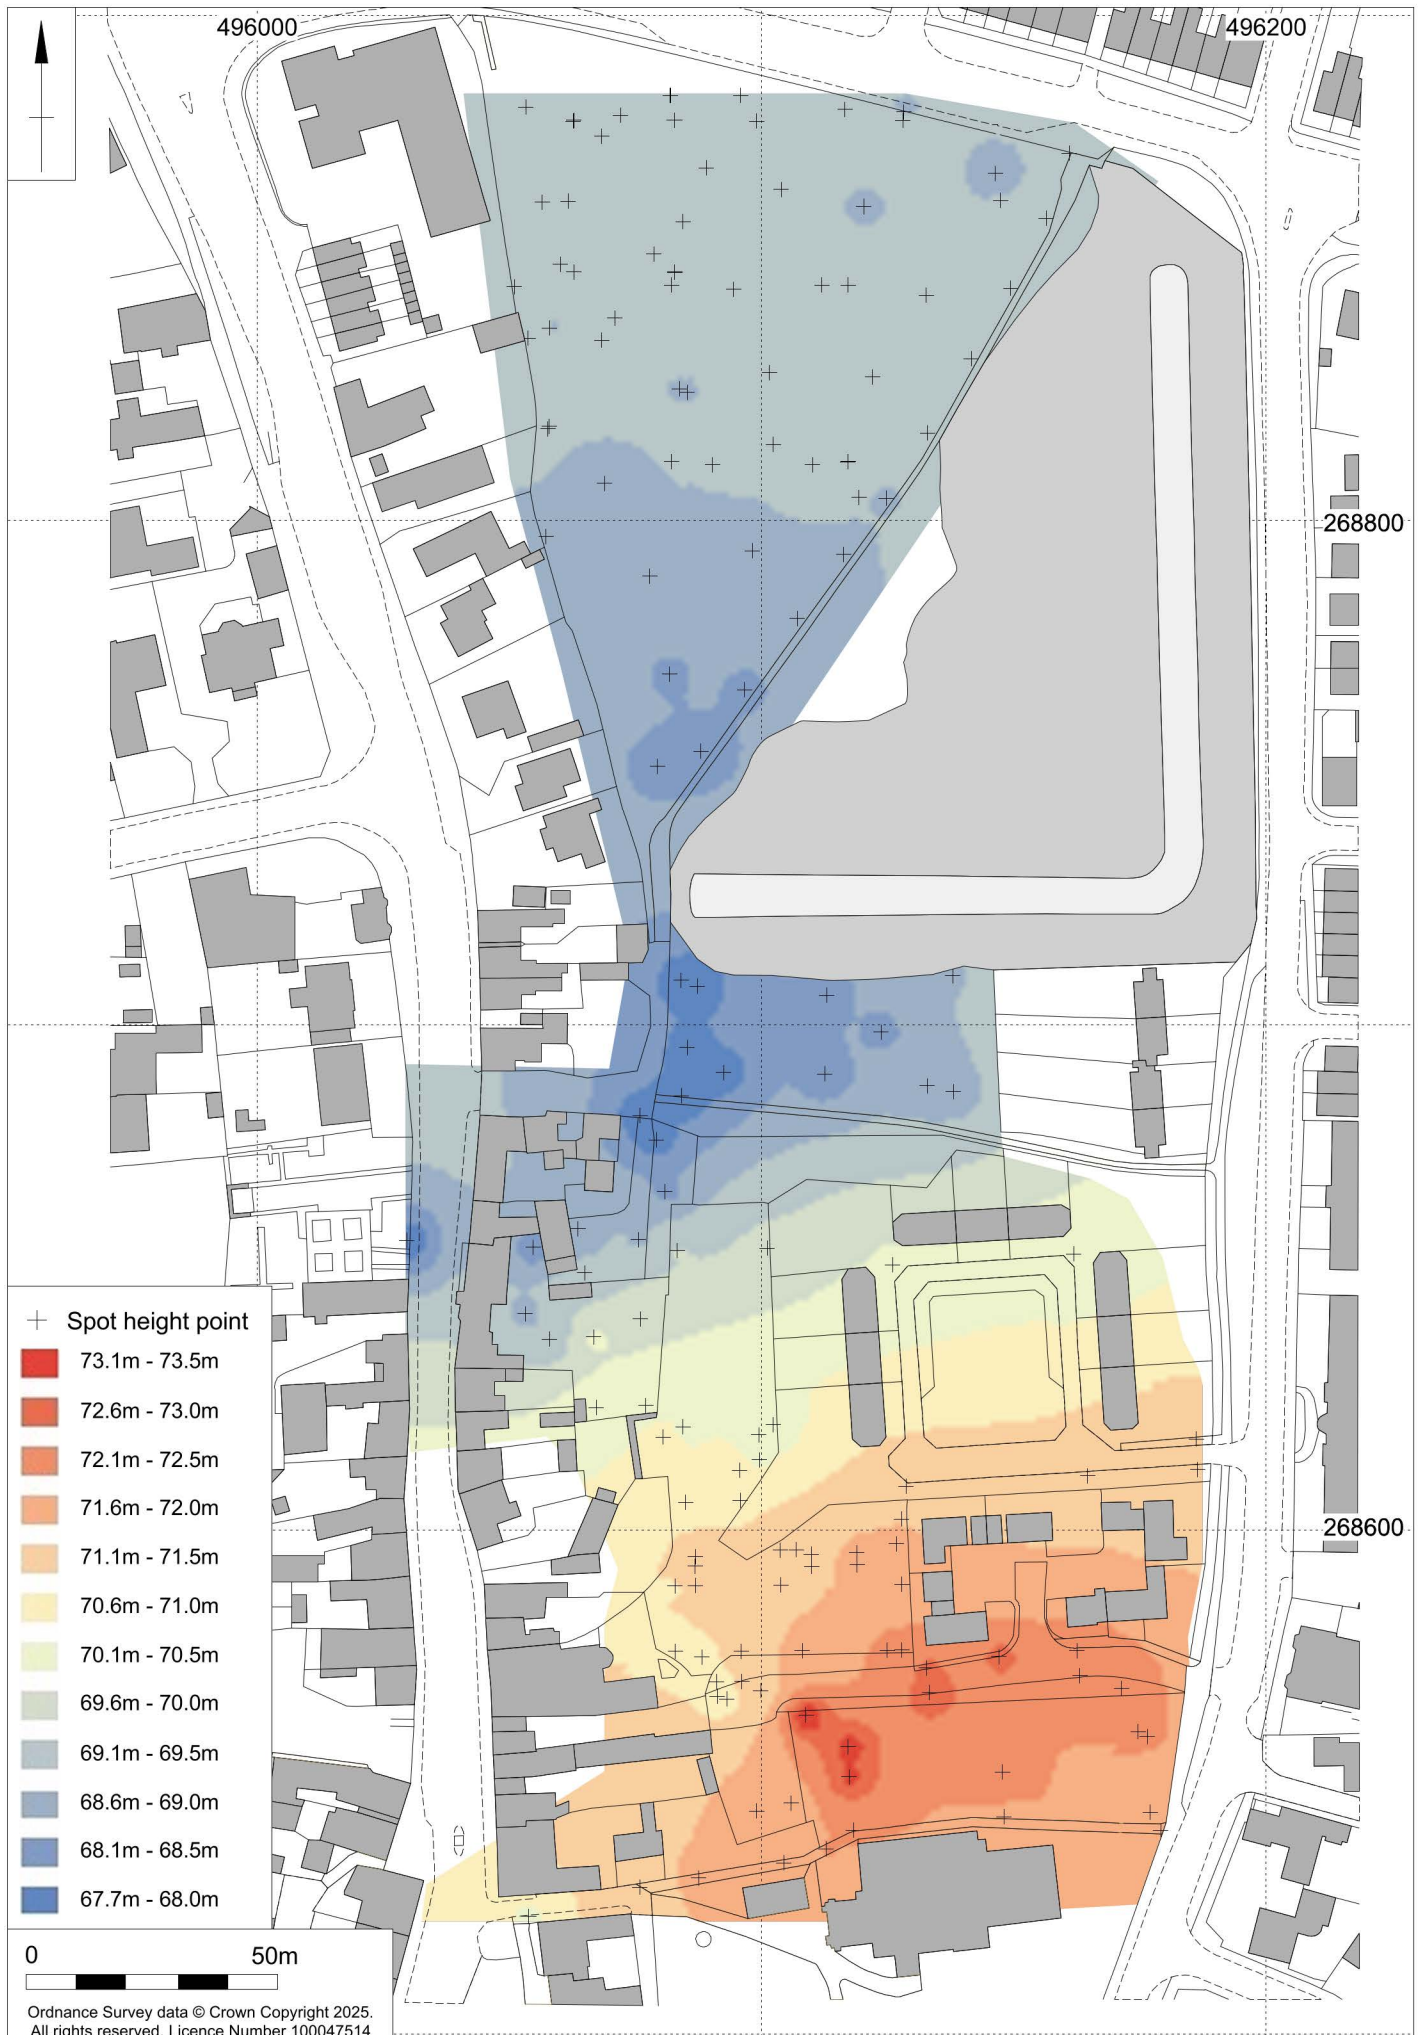 496000
496200
268800
268600
Spot height point
73.1m - 73.5m
72.6m - 73.0m
72.1m - 72.5m
71.6m - 72.0m
71.1m - 71.5m
70.6m - 71.0m
70.1m - 70.5m
69.6m - 70.0m
69.1m - 69.5m
68.6m - 69.0m
68.1m - 68.5m
67.7m - 68.0m
0 50m
Ordnance Survey data © Crown Copyright 2025.
All rights reserved. Licence Number 100047514